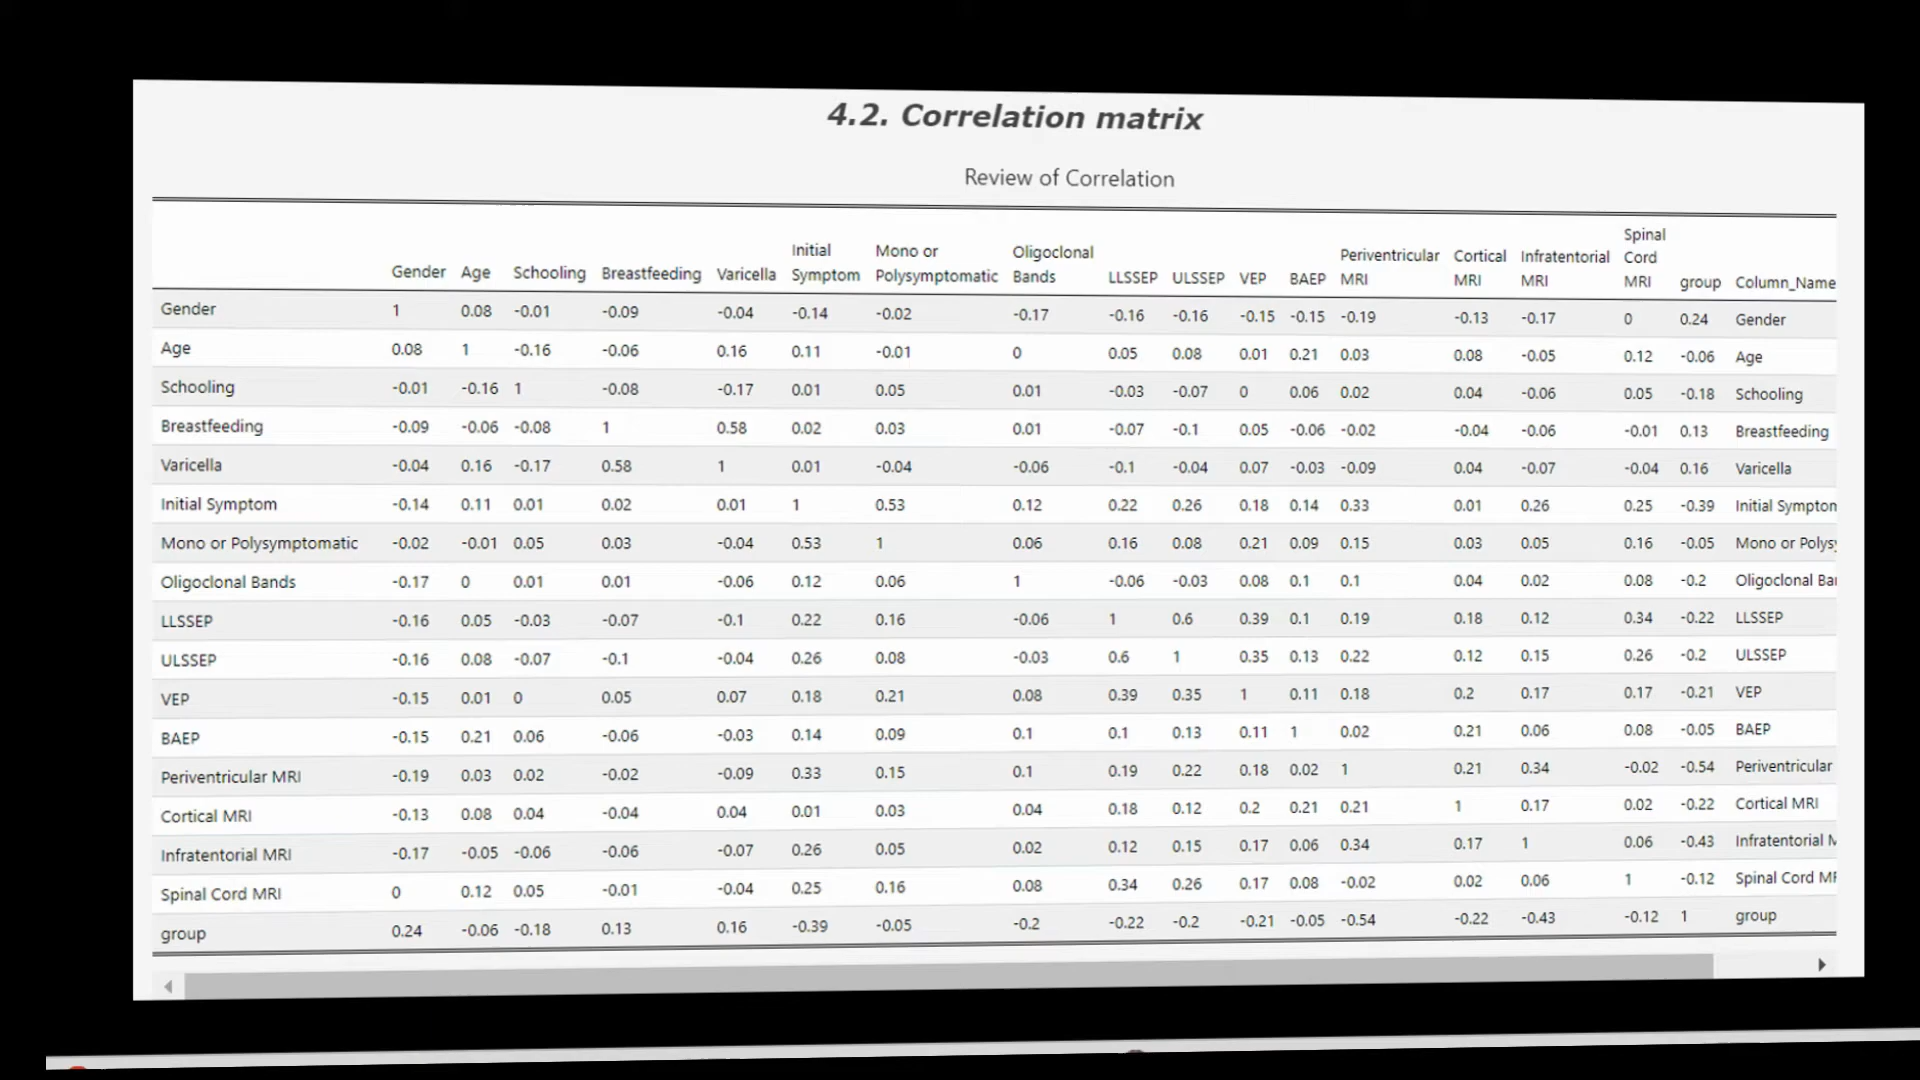 4.2. Correlation matrix
Review of Correlation
Gender Age Schooling Breastfeeding Varicella Initial Symptom Mono or Polysymptomatic Oligoclonal Bands LLSSEP ULSSEP VEP BAEP Periventricular MRI Cortical MRI Infratentorial MRI Spinal Cord MRI group Column_Name
Gender 1 0.08 -0.01 -0.09 -0.04 -0.14 -0.02 -0.17 -0.16 -0.16 -0.15 -0.15 -0.19 -0.13 -0.17 0 0.24 Gender
Age 0.08 1 -0.16 -0.06 0.16 0.11 -0.01 0 0.05 0.08 0.01 0.21 0.03 0.08 -0.05 0.12 -0.06 Age
Schooling -0.01 -0.16 1 -0.08 -0.17 0.01 0.05 0.01 -0.03 -0.07 0 0.06 0.02 0.04 -0.06 0.05 -0.18 Schooling
Breastfeeding -0.09 -0.06 -0.08 1 0.58 0.02 0.03 0.01 -0.07 -0.1 0.05 -0.06 -0.02 -0.04 -0.06 -0.01 0.13 Breastfeeding
Varicella -0.04 0.16 -0.17 0.58 1 0.01 -0.04 -0.06 -0.1 -0.04 0.07 -0.03 -0.09 0.04 -0.07 -0.04 0.16 Varicella
Initial Symptom -0.14 0.11 0.01 0.02 0.01 1 0.53 0.12 0.22 0.26 0.18 0.14 0.33 0.01 0.26 0.25 -0.39 Initial Symptom
Mono or Polysymptomatic -0.02 -0.01 0.05 0.03 -0.04 0.53 1 0.06 0.16 0.08 0.21 0.09 0.15 0.03 0.05 0.16 -0.05 Mono or Polys
Oligoclonal Bands -0.17 0 0.01 0.01 -0.06 0.12 0.06 1 -0.06 -0.03 0.08 0.1 0.1 0.04 0.02 0.08 -0.2 Oligoclonal Ba
LLSSEP -0.16 0.05 -0.03 -0.07 -0.1 0.22 0.16 -0.06 1 0.6 0.39 0.1 0.19 0.18 0.12 0.34 -0.22 LLSSEP
ULSSEP -0.16 0.08 -0.07 -0.1 -0.04 0.26 0.08 -0.03 0.6 1 0.35 0.13 0.22 0.12 0.15 0.26 -0.2 ULSSEP
VEP -0.15 0.01 0 0.05 0.07 0.18 0.21 0.08 0.39 0.35 1 0.11 0.18 0.2 0.17 0.17 -0.21 VEP
BAEP -0.15 0.21 0.06 -0.06 -0.03 0.14 0.09 0.1 0.1 0.13 0.11 1 0.02 0.21 0.06 0.08 -0.05 BAEP
Periventricular MRI -0.19 0.03 0.02 -0.02 -0.09 0.33 0.15 0.1 0.19 0.22 0.18 0.02 1 0.21 0.34 -0.02 -0.54 Periventricular
Cortical MRI -0.13 0.08 0.04 -0.04 0.04 0.01 0.03 0.04 0.18 0.12 0.2 0.21 0.21 1 0.17 0.02 -0.22 Cortical MRI
Infratentorial MRI -0.17 -0.05 -0.06 -0.06 -0.07 0.26 0.05 0.02 0.12 0.15 0.17 0.06 0.34 0.17 1 0.06 -0.43 Infratentorial M
Spinal Cord MRI 0 0.12 0.05 -0.01 -0.04 0.25 0.16 0.08 0.34 0.26 0.17 0.08 -0.02 0.02 0.06 1 -0.12 Spinal Cord MR
group 0.24 -0.06 -0.18 0.13 0.16 -0.39 -0.05 -0.2 -0.22 -0.2 -0.21 -0.05 -0.54 -0.22 -0.43 -0.12 1 group